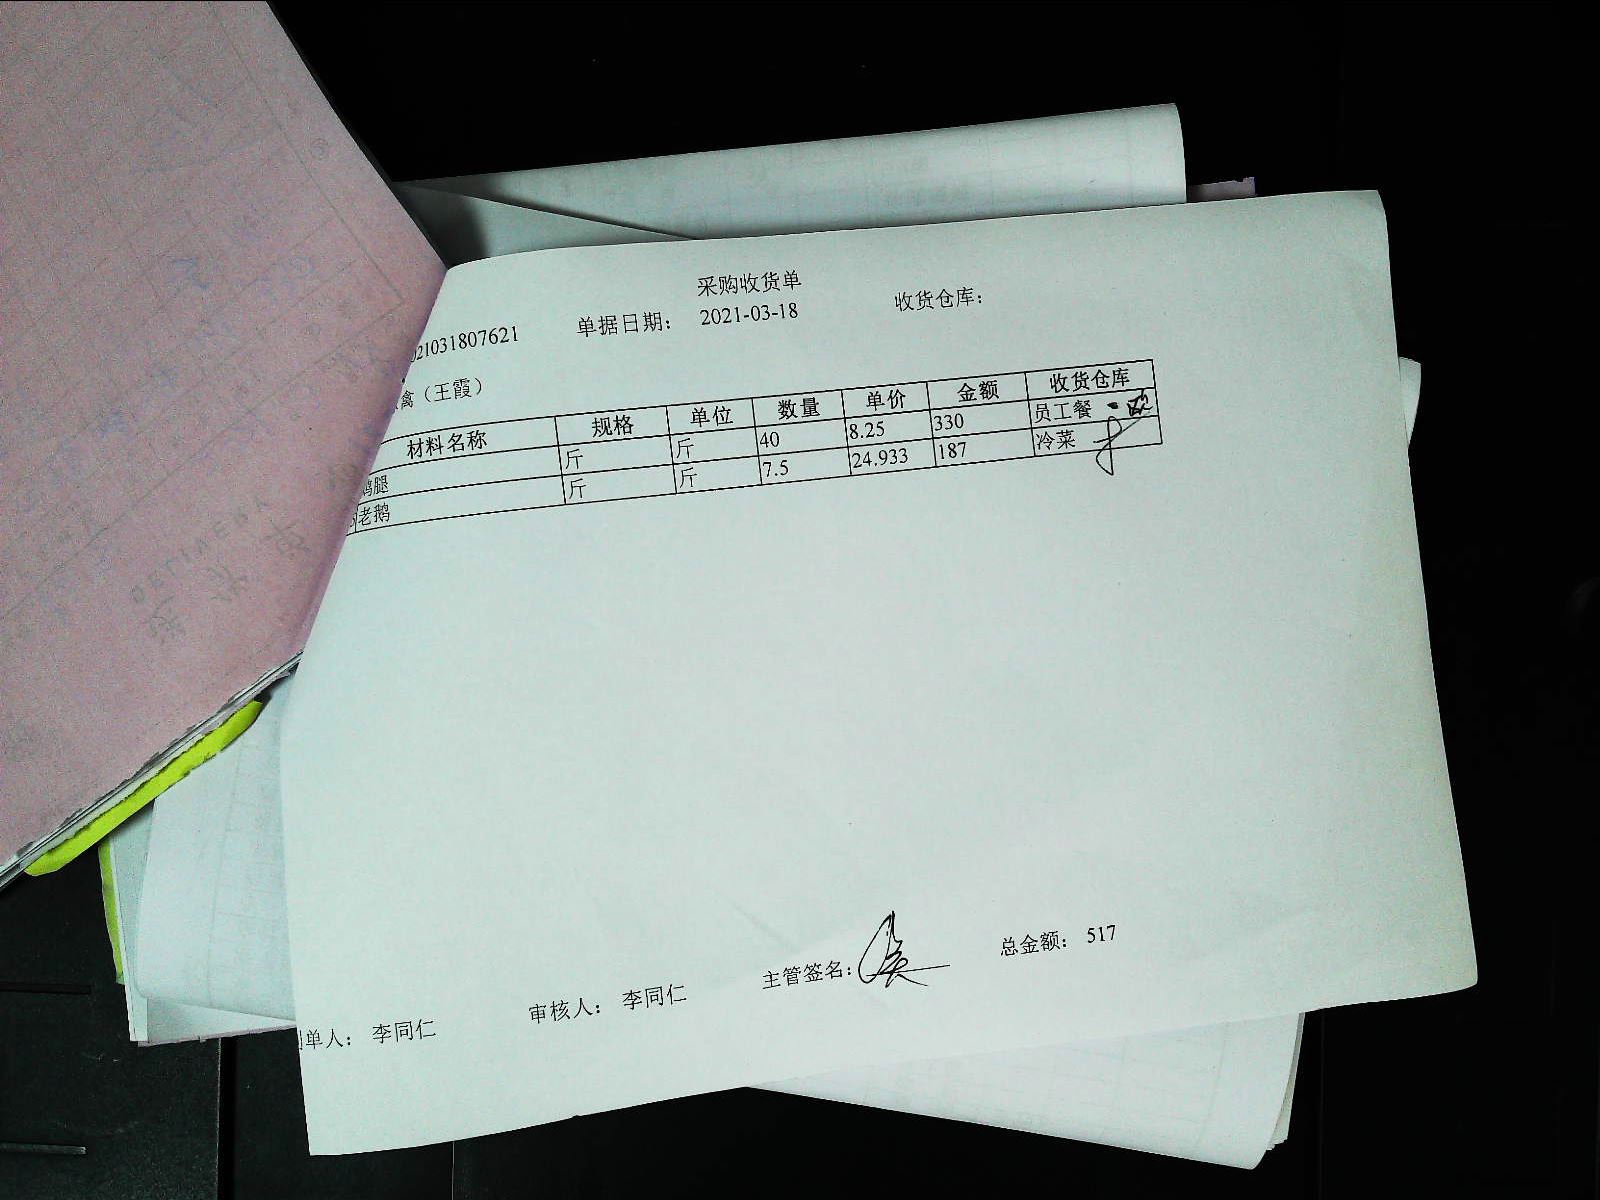 采购收货单
021031807621 单据日期： 2021-03-18 收货仓库：
禽（王霞）
材料名称 规格 单位 数量 单价 金额 收货仓库
鸡腿 斤 斤 40 8.25 330 员工餐
老鹅 斤 斤 7.5 24.933 187 冷菜
单人： 李同仁 审核人： 李同仁 主管签名： 总金额： 517
DELIVERY